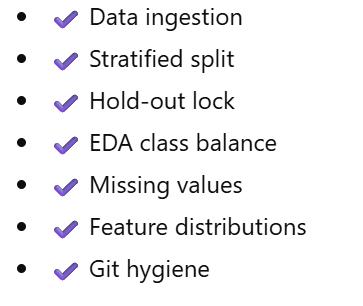 Data ingestion
Stratified split
Hold-out lock
EDA class balance
Missing values
Feature distributions
Git hygiene